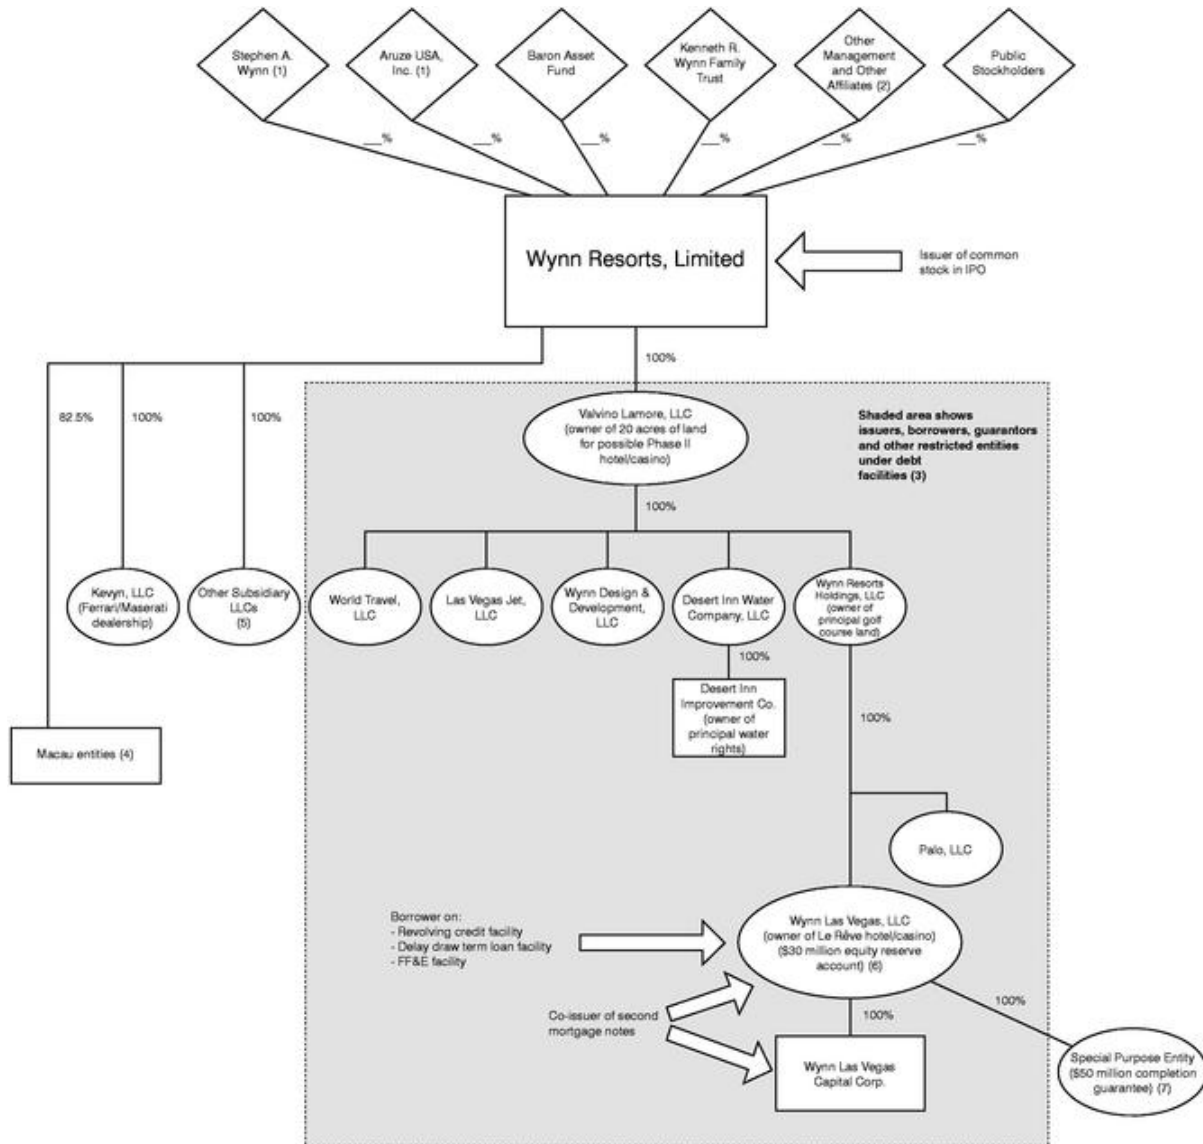 Stephen A.
Wynn (1)
Aruze USA,
Inc. (1)
Baron Asset
Fund
Kenneth R.
Wynn Family
Trust
Other
Management
and Other
Affiliates (2)
Public
Stockholders
___%
___%
___%
___%
___%
___%
Wynn Resorts, Limited
Issuer of common
stock in IPO
100%
82.5%
100%
100%
Valvino Lamore, LLC
(owner of 20 acres of land
for possible Phase II
hotel/casino)
Shaded area shows
issuers, borrowers, guarantors
and other restricted entities
under debt
facilities (3)
100%
Kevyn, LLC
(Ferrari/Maserati
dealership)
Other Subsidiary
LLCs
(5)
World Travel,
LLC
Las Vegas Jet,
LLC
Wynn Design &
Development,
LLC
Desert Inn Water
Company, LLC
Wynn Resorts
Holdings, LLC
(owner of
principal golf
course land)
100%
Desert Inn
Improvement Co.
(owner of
principal water
rights)
100%
Macau entities (4)
Palo, LLC
Borrower on:
- Revolving credit facility
- Delay draw term loan facility
- FF&E facility
Wynn Las Vegas, LLC
(owner of Le Rêve hotel/casino)
($30 million equity reserve
account) (6)
100%
Co-issuer of second
mortgage notes
100%
Wynn Las Vegas
Capital Corp.
Special Purpose Entity
($50 million completion
guarantee) (7)